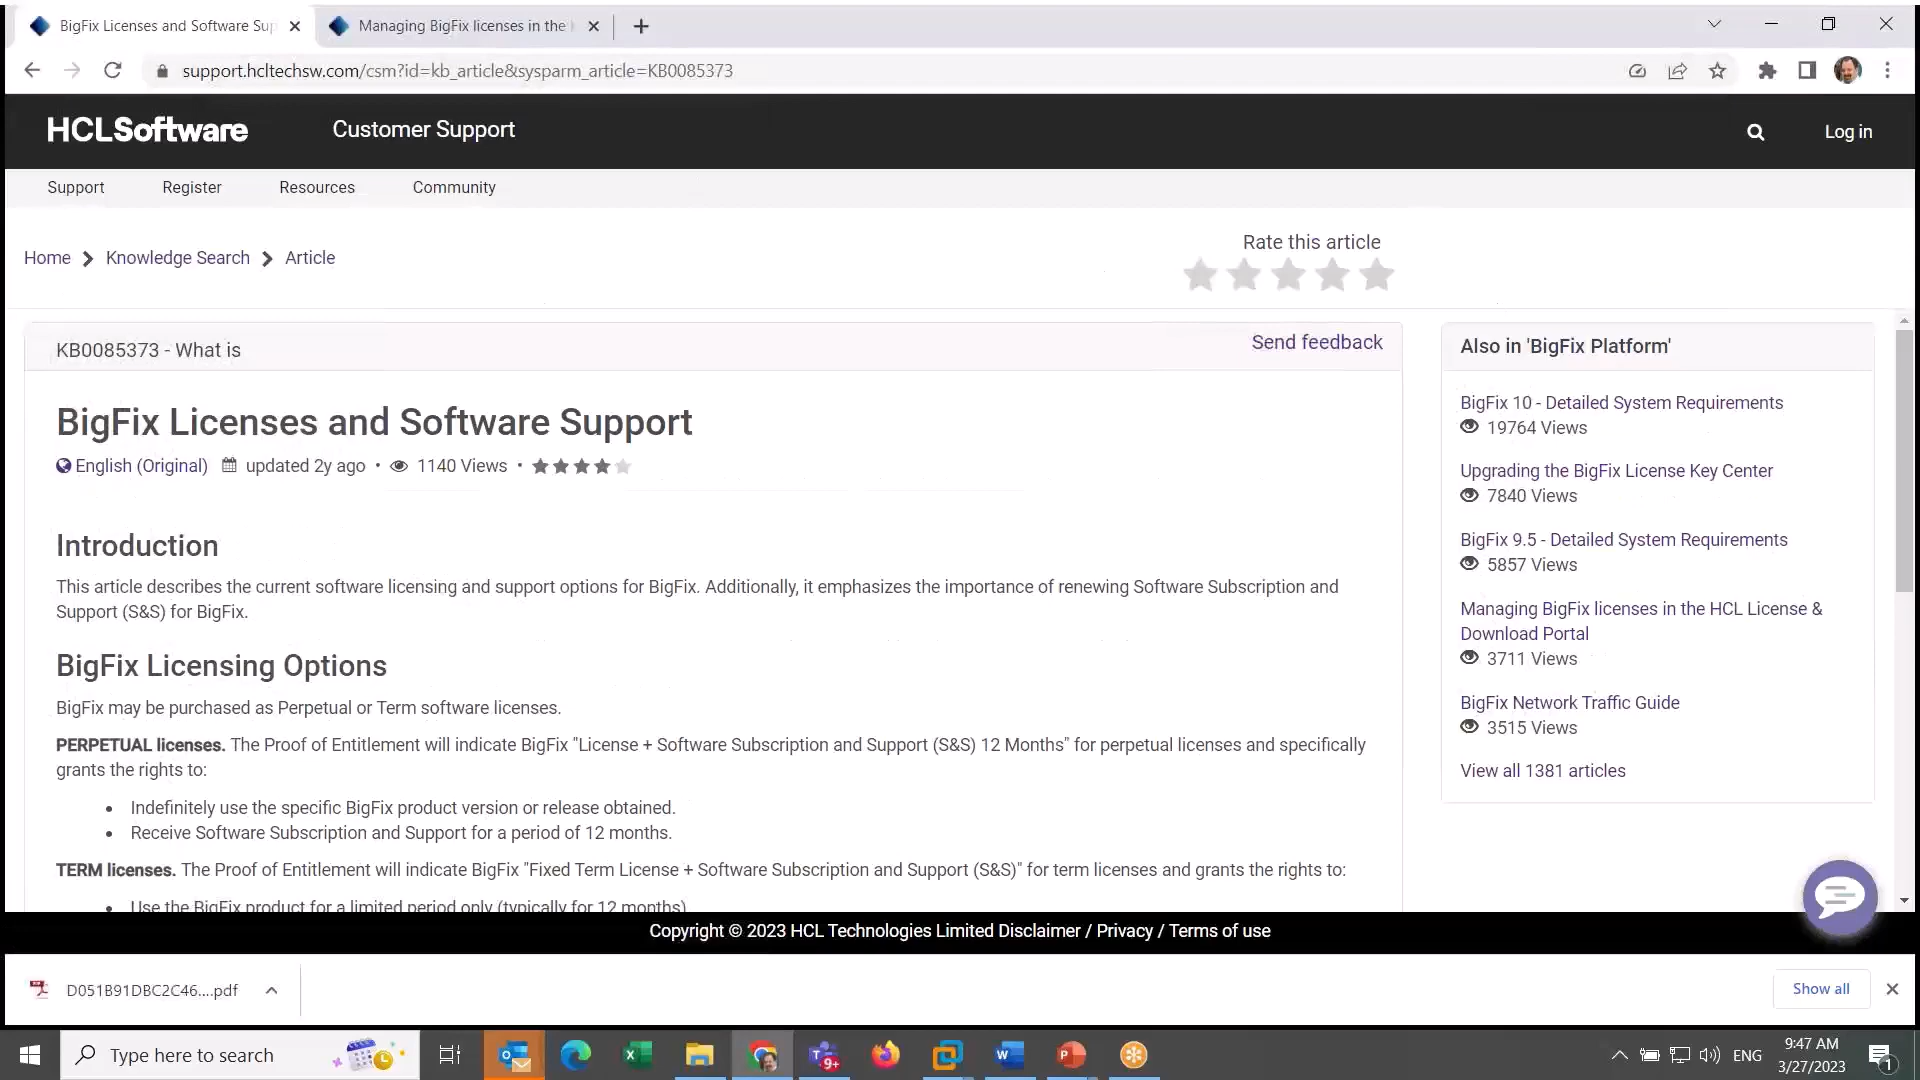 BigFix Licenses and Software Sup
Managing BigFix licenses in the
support.hcltechsw.com/csm?id=kb_article&sysparm_article=KB0085373
HCLSoftware
Customer Support
Log in
Support
Register
Resources
Community
Home
Knowledge Search
Article
Rate this article
KB0085373 - What is
Send feedback
BigFix Licenses and Software Support
English (Original) updated 2y ago • 1140 Views •
Introduction
This article describes the current software licensing and support options for BigFix. Additionally, it emphasizes the importance of renewing Software Subscription and
Support (S&S) for BigFix.
BigFix Licensing Options
BigFix may be purchased as Perpetual or Term software licenses.
PERPETUAL licenses. The Proof of Entitlement will indicate BigFix "License + Software Subscription and Support (S&S) 12 Months" for perpetual licenses and specifically
grants the rights to:
• Indefinitely use the specific BigFix product version or release obtained.
• Receive Software Subscription and Support for a period of 12 months.
TERM licenses. The Proof of Entitlement will indicate BigFix "Fixed Term License + Software Subscription and Support (S&S)" for term licenses and grants the rights to:
• Use the BigFix product for a limited period only (typically for 12 months)
Also in 'BigFix Platform'
BigFix 10 - Detailed System Requirements
19764 Views
Upgrading the BigFix License Key Center
7840 Views
BigFix 9.5 - Detailed System Requirements
5857 Views
Managing BigFix licenses in the HCL License &
Download Portal
3711 Views
BigFix Network Traffic Guide
3515 Views
View all 1381 articles
Copyright © 2023 HCL Technologies Limited Disclaimer / Privacy / Terms of use
D051B91DBC2C46....pdf
Show all
Type here to search
9+
ENG
9:47 AM
3/27/2023
1